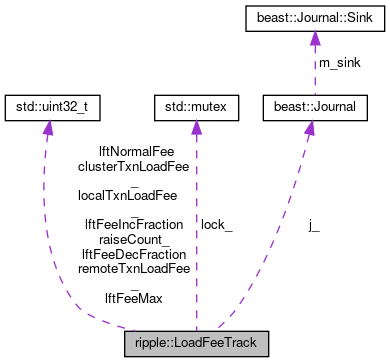 beast::Journal::Sink
m_sink
std::uint32_t
std::mutex
beast::Journal
lftNormalFee
clusterTxnLoadFee
_
localTxnLoadFee
_
lftFeeIncFraction
raiseCount_
lftFeeDecFraction
remoteTxnLoadFee
_
lftFeeMax
lock_
j_
ripple::LoadFeeTrack